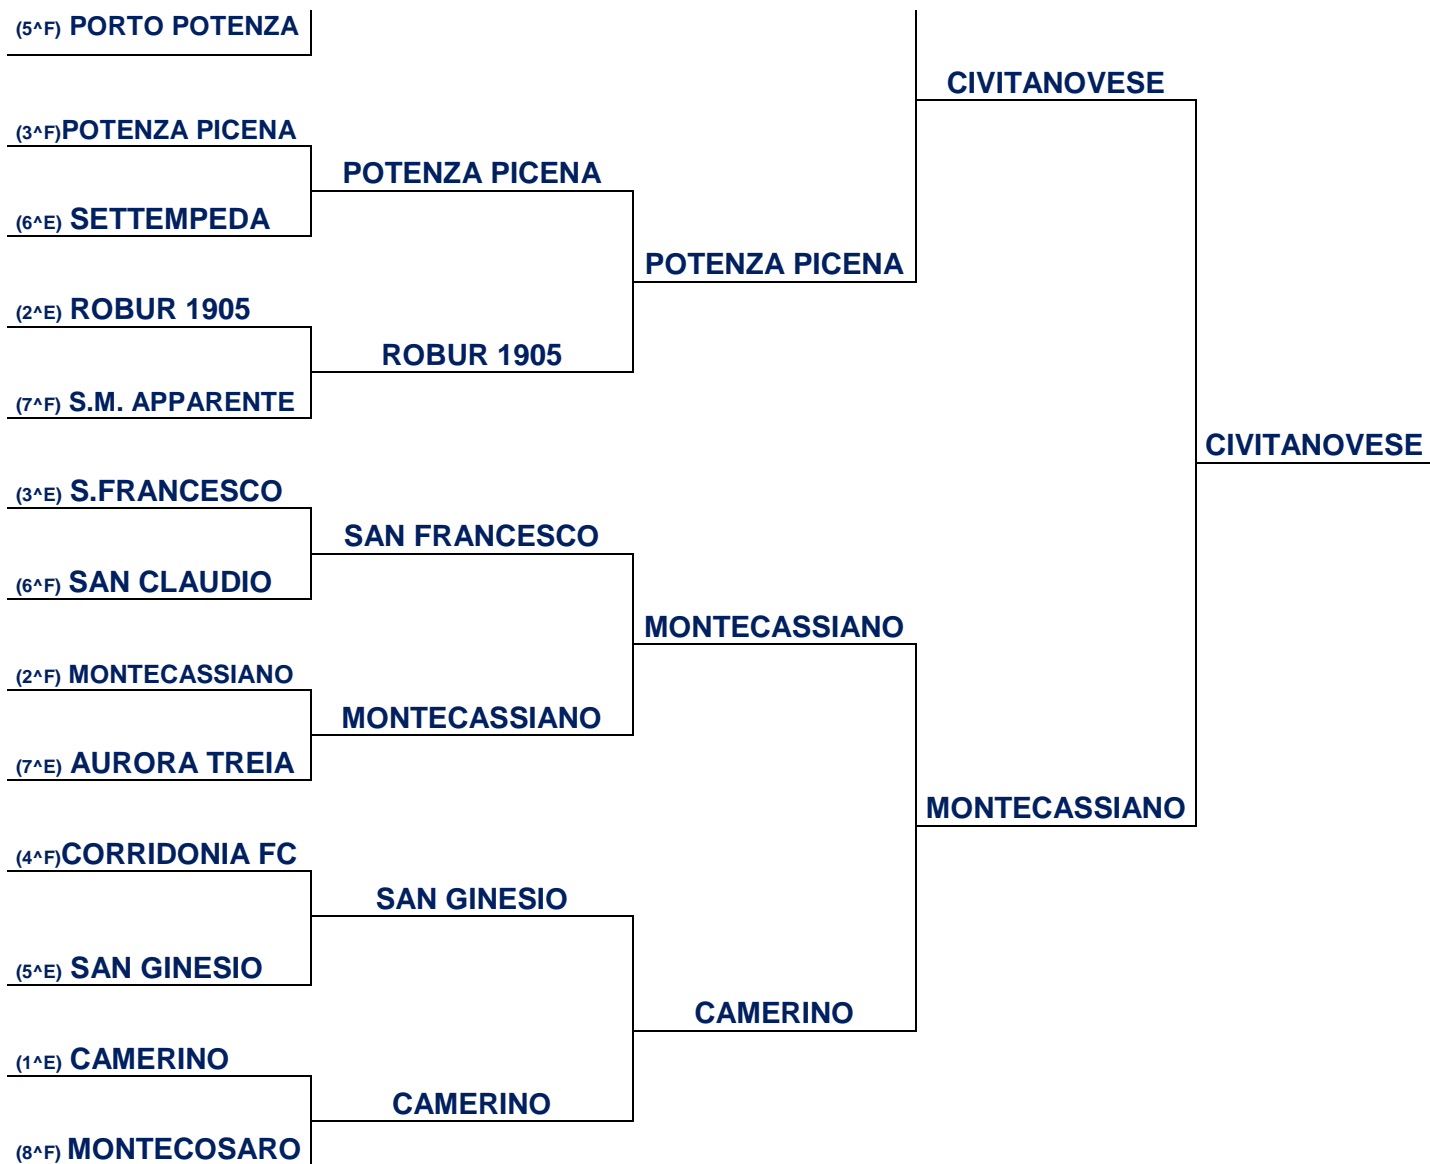 (5^F) PORTO POTENZA
CIVITANOVESE
(3^F)POTENZA PICENA
POTENZA PICENA
(6^E) SETTEMPEDA
POTENZA PICENA
(2^E) ROBUR 1905
ROBUR 1905
(7^F) S.M. APPARENTE
CIVITANOVESE
(3^E) S.FRANCESCO
SAN FRANCESCO
(6^F) SAN CLAUDIO
MONTECASSIANO
(2^F) MONTECASSIANO
MONTECASSIANO
(7^E) AURORA TREIA
MONTECASSIANO
(4^F)CORRIDONIA FC
SAN GINESIO
(5^E) SAN GINESIO
CAMERINO
(1^E) CAMERINO
CAMERINO
(8^F) MONTECOSARO